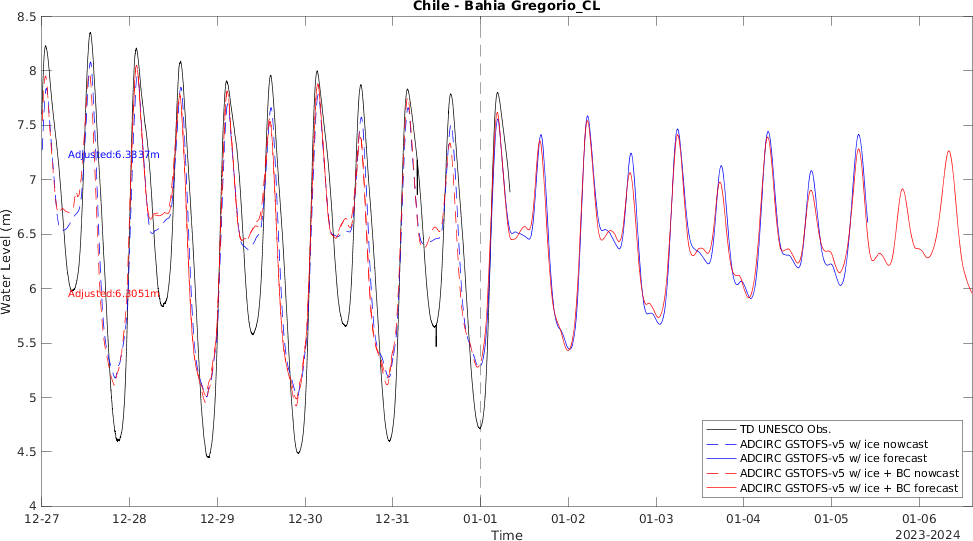 Chile - Bahia Gregorio_CL
8.5
8
7.5
7
6.5
6
5.5
5
4.5
4
Water Level (m)
Adjusted:6.3337m
Adjusted:6.3051m
TD UNESCO Obs.
ADCIRC GSTOFS-v5 w/ ice nowcast
ADCIRC GSTOFS-v5 w/ ice forecast
ADCIRC GSTOFS-v5 w/ ice + BC nowcast
ADCIRC GSTOFS-v5 w/ ice + BC forecast
12-27 12-28 12-29 12-30 12-31 01-01 01-02 01-03 01-04 01-05 01-06
Time
2023-2024